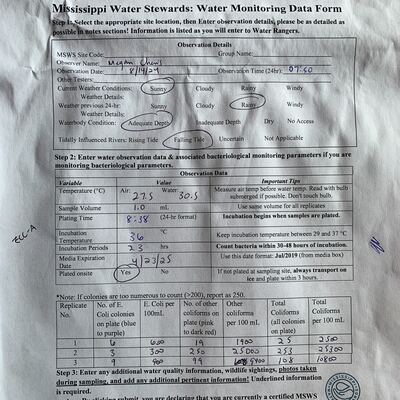 Mississippi Water Stewards: Water Monitoring Data Form
Step 1: Select the appropriate site location, then Enter observation details, please be as detailed as
possible in notes sections! Information is listed as you will enter to Water Rangers.
Observation Details
MSWS Site Code: Group Name:
Observer Name: Megan
Observation Date: 8/14/24 Observation Time (24hr): 07:50
Other Testers:
Current Weather Conditions: Sunny Cloudy Rainy Windy
Weather Details:
Weather previous 24-hr: Sunny Cloudy Rainy Windy
Weather Details:
Waterbody Condition: Adequate Depth Inadequate Depth Dry No Access
Tidally Influenced Rivers: Rising Tide Falling Tide Uncertain Not Applicable
Step 2: Enter water observation data & associated bacteriological monitoring parameters if you are
monitoring bacteriological parameters.
Observation Data
Variable Value Important Tips
Temperature (°C) Air: 27.5 Water: 30.5 Measure air temp before water temp. Read with bulb
submerged if possible. Don't touch bulb.
Sample Volume 1.0 mL Use same volume for all replicates
Plating Time 8:38 (24-hr format) Incubation begins when samples are plated.
Incubation
Temperature 36 °C Keep incubation temperature between 29 and 37 °C
Incubation Periods 23 hrs Count bacteria within 30-48 hours of incubation.
Media Expiration
Date 4/23/25 Use this date format: Jul/2019 (from media box)
Plated onsite Yes No If not plated at sampling site, always transport on
ice and plate within 3 hours.
*Note: If colonies are too numerous to count (>200), report as 250.
Replicate
No. No. of E.
Coli colonies
on plate (blue
to purple) E. Coli per
100mL No. of other
coliforms on
plate (pink
to dark red) Other
coliforms
per 100 mL Total
Coliforms
(all colonies
on plate) Total
Coliforms
per 100 mL
1 6 600 19 1900 25 2500
2 3 300 250 25000 253 25300
3 9 900 99 9900 108 10800
Step 3: Enter any additional water quality information, wildlife sightings, photos taken
during sampling, and add any additional pertinent information! Underlined information
is required.
By clicking submit, you are declaring that you are currently a certified MSWS